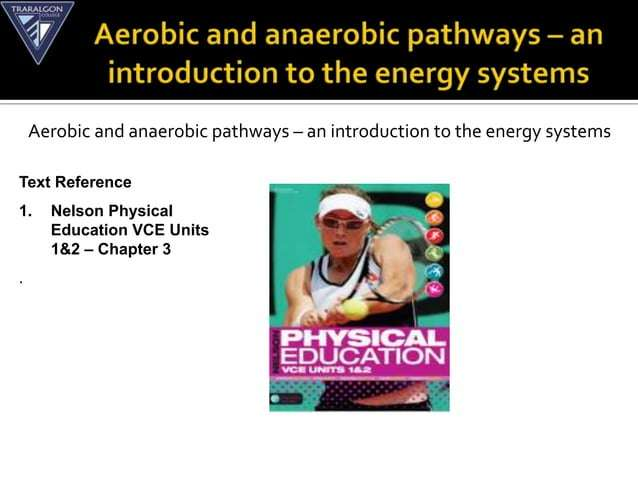 TRARALGON
COLLEGE
Aerobic and anaerobic pathways – an
introduction to the energy systems
Aerobic and anaerobic pathways – an introduction to the energy systems
Text Reference
1. Nelson Physical
Education VCE Units
1&2 – Chapter 3
.
NELSON
PHYSICAL
EDUCATION
VCE UNITS 1&2